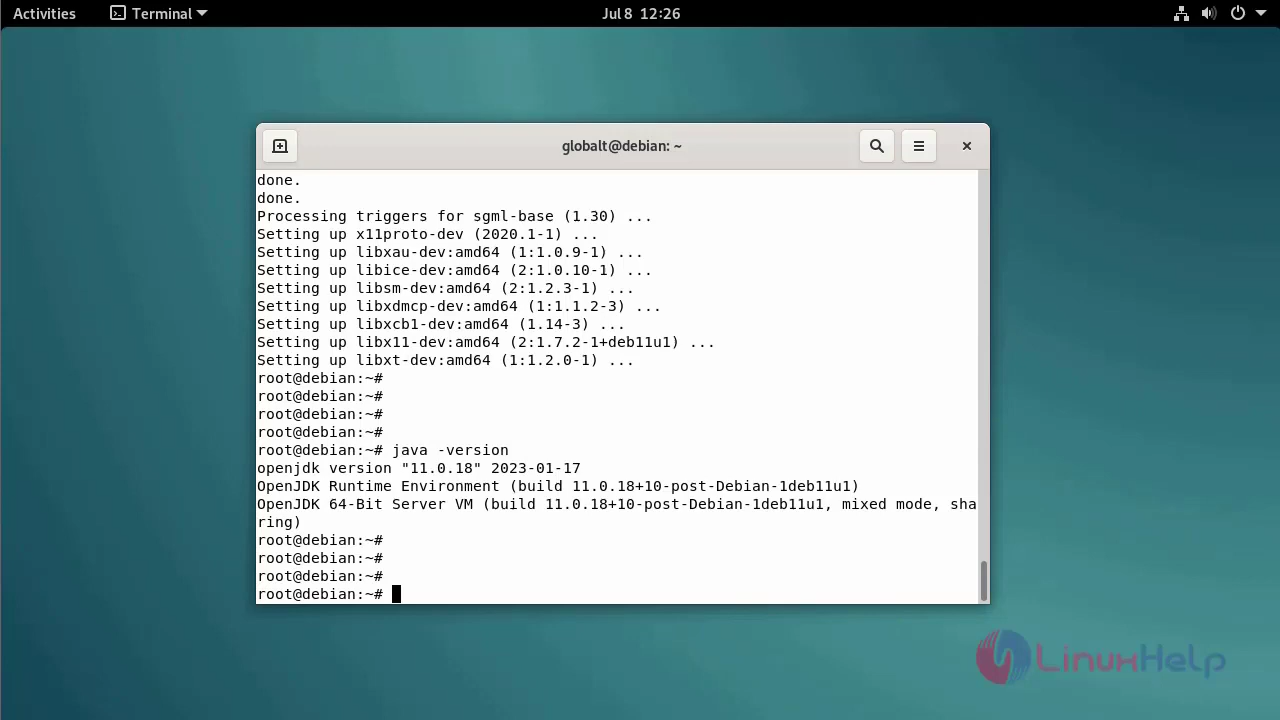 Activities Terminal Jul 8 12:26
globalt@debian: ~
done.
done.
Processing triggers for sgml-base (1.30) ...
Setting up x11proto-dev (2020.1-1) ...
Setting up libxau-dev:amd64 (1:1.0.9-1) ...
Setting up libice-dev:amd64 (2:1.0.10-1) ...
Setting up libsm-dev:amd64 (2:1.2.3-1) ...
Setting up libxdmcp-dev:amd64 (1:1.1.2-3) ...
Setting up libxcb1-dev:amd64 (1.14-3) ...
Setting up libx11-dev:amd64 (2:1.7.2-1+deb11u1) ...
Setting up libxt-dev:amd64 (1:1.2.0-1) ...
root@debian:~#
root@debian:~#
root@debian:~#
root@debian:~#
root@debian:~# java -version
openjdk version "11.0.18" 2023-01-17
OpenJDK Runtime Environment (build 11.0.18+10-post-Debian-1deb11u1)
OpenJDK 64-Bit Server VM (build 11.0.18+10-post-Debian-1deb11u1, mixed mode, sha
ring)
root@debian:~#
root@debian:~#
root@debian:~#
root@debian:~#
LinuxHelp